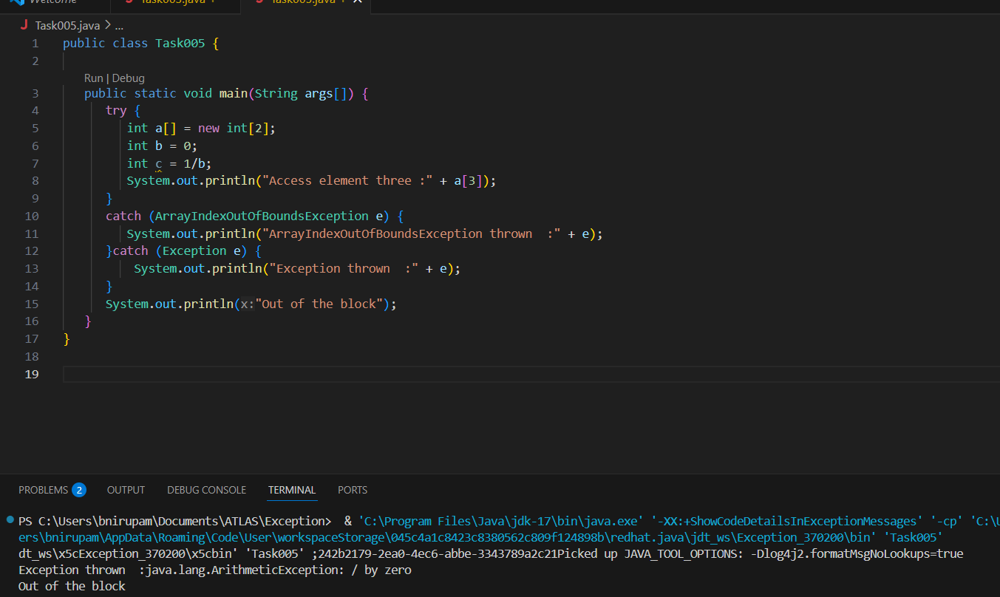 Welcome
Task005.java > ...
1 public class Task005 {
2
Run | Debug
3 public static void main(String args[]) {
4 try {
5 int a[] = new int[2];
6 int b = 0;
7 int c = 1/b;
8 System.out.println("Access element three :" + a[3]);
9 }
10 catch (ArrayIndexOutOfBoundsException e) {
11 System.out.println("ArrayIndexOutOfBoundsException thrown  :" + e);
12 }catch (Exception e) {
13 System.out.println("Exception thrown  :" + e);
14 }
15 System.out.println(x:"Out of the block");
16 }
17 }
18
19
PROBLEMS 2 OUTPUT DEBUG CONSOLE TERMINAL PORTS
PS C:\Users\bnirupam\Documents\ATLAS\Exception>  & 'C:\Program Files\Java\jdk-17\bin\java.exe' '-XX:+ShowCodeDetailsInExceptionMessages' '-cp' 'C:\
ers\bnirupam\AppData\Roaming\Code\User\workspaceStorage\045c4a1c8423c8380562c809f124898b\redhat.java\jdt_ws\Exception_370200\bin' 'Task005'
dt_ws\x5cException_370200\x5cbin' 'Task005' ;242b2179-2ea0-4ec6-abbe-3343789a2c21Picked up JAVA_TOOL_OPTIONS: -Dlog4j2.formatMsgNoLookups=true
Exception thrown  :java.lang.ArithmeticException: / by zero
Out of the block